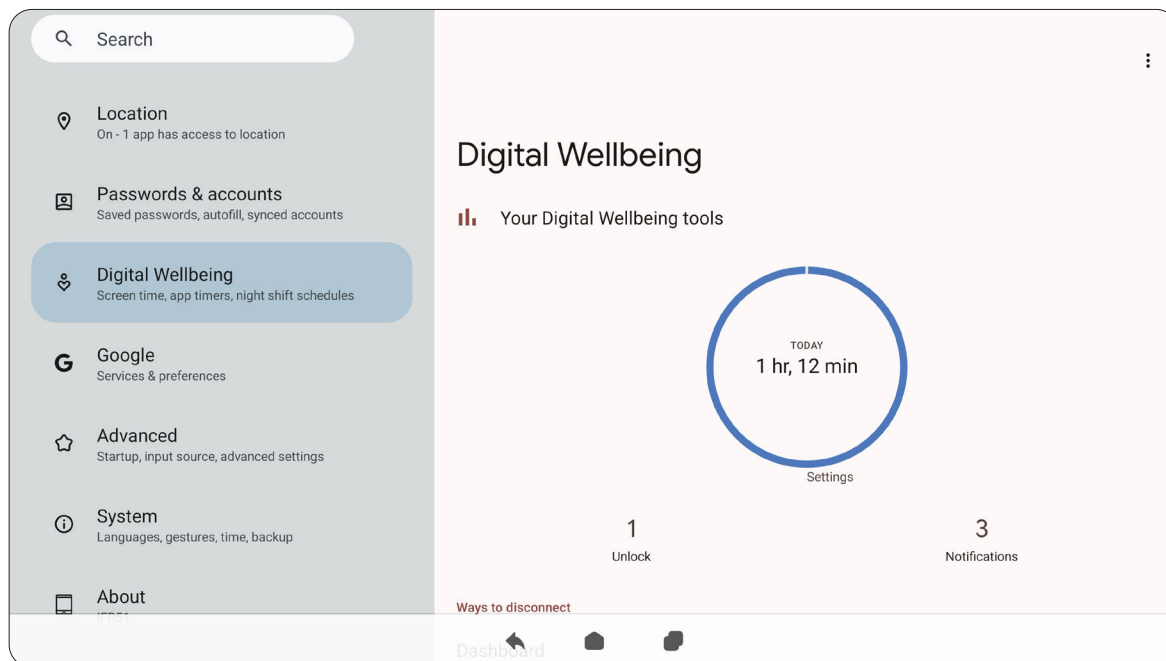 Search
Location
On - 1 app has access to location
Passwords & accounts
Saved passwords, autofill, synced accounts
Digital Wellbeing
Screen time, app timers, night shift schedules
Google
Services & preferences
Advanced
Startup, input source, advanced settings
System
Languages, gestures, time, backup
About
Digital Wellbeing
Your Digital Wellbeing tools
TODAY
1 hr, 12 min
Settings
1
Unlock
3
Notifications
Ways to disconnect
Dashboard